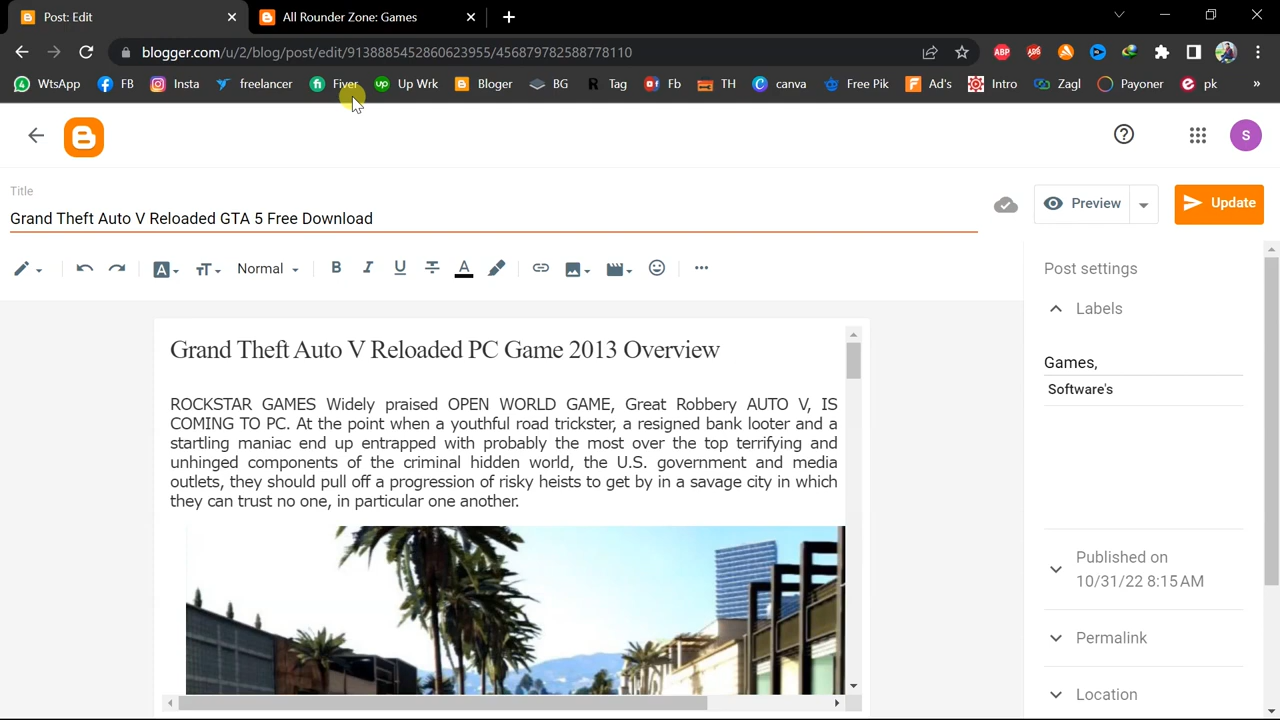 Post: Edit
All Rounder Zone: Games
blogger.com/u/2/blog/post/edit/9138885452860623955/456879782588778110
ABP
WtsApp
FB
Insta
freelancer
Fiver
Up Wrk
Bloger
BG
Tag
Fb
TH
canva
Free Pik
Ad's
Intro
Zagl
Payoner
pk
»
S
Title
Grand Theft Auto V Reloaded GTA 5 Free Download
Preview
Update
Normal
Post settings
Labels
Games,
Software's
Published on
10/31/22 8:15 AM
Permalink
Location
Grand Theft Auto V Reloaded PC Game 2013 Overview
ROCKSTAR GAMES Widely praised OPEN WORLD GAME, Great Robbery AUTO V, IS
COMING TO PC. At the point when a youthful road trickster, a resigned bank looter and a
startling maniac end up entrapped with probably the most over the top terrifying and
unhinged components of the criminal hidden world, the U.S. government and media
outlets, they should pull off a progression of risky heists to get by in a savage city in which
they can trust no one, in particular one another.